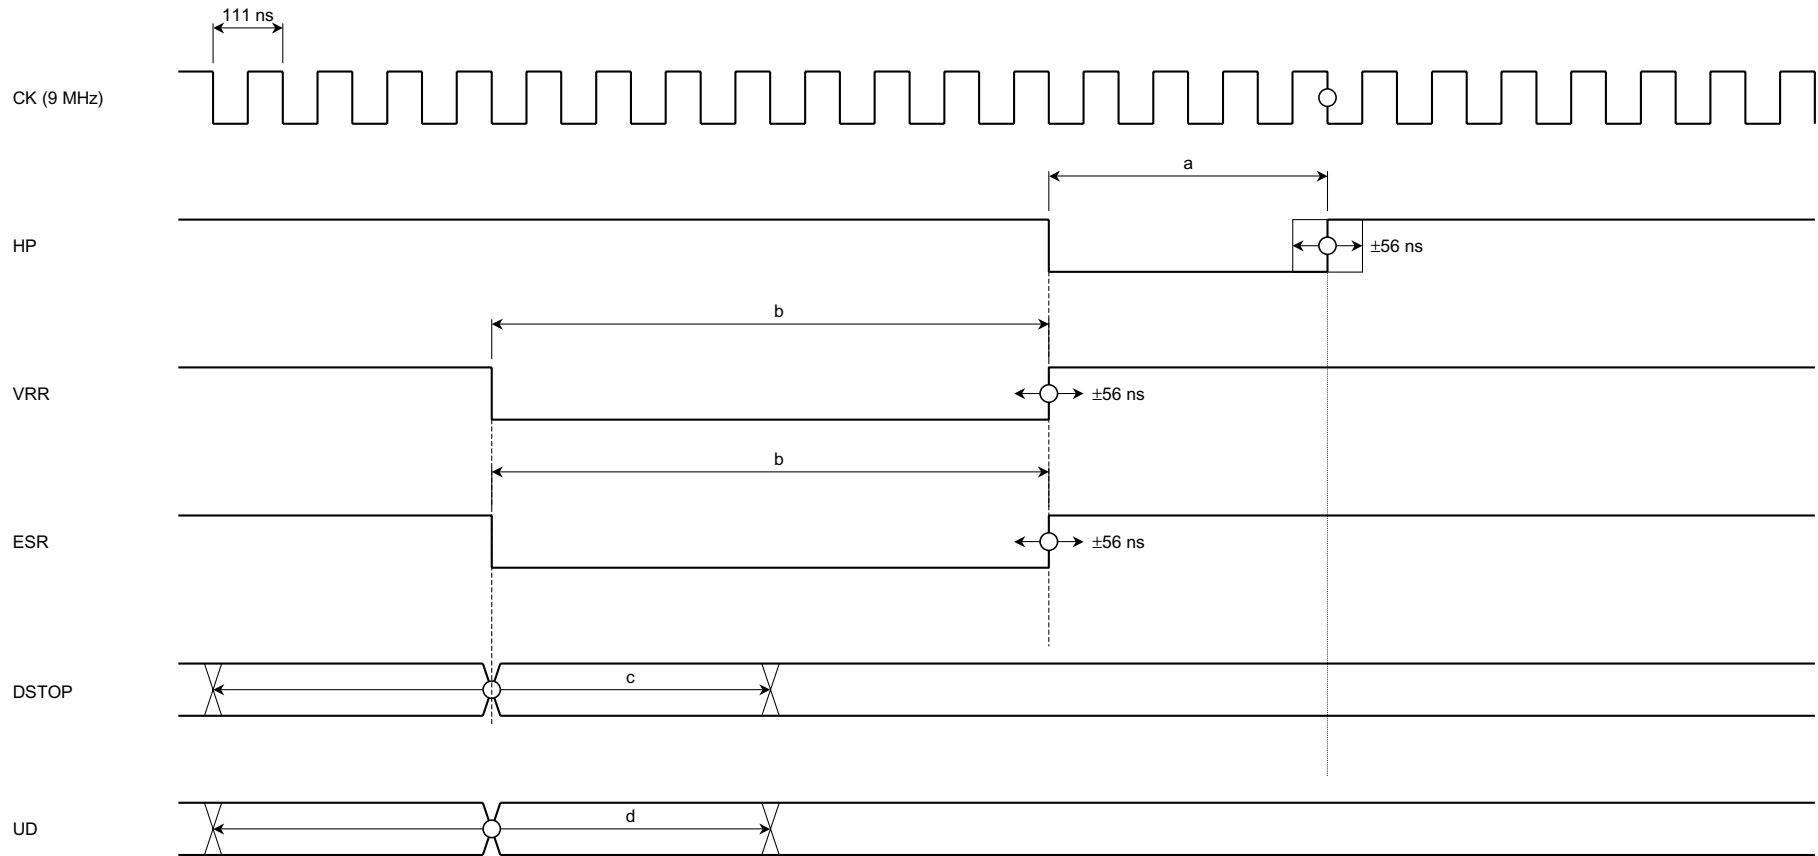 111 ns
CK (9 MHz)
a
HP
±56 ns
b
VRR
±56 ns
b
ESR
±56 ns
c
DSTOP
d
UD